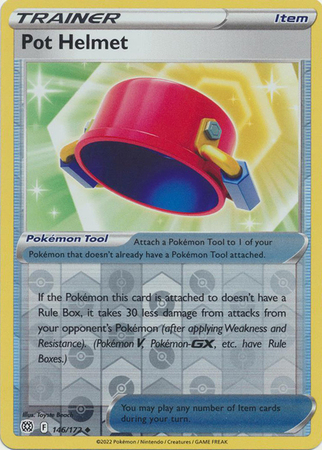 TRAINER Item
Pot Helmet
Pokémon Tool
Attach a Pokémon Tool to 1 of your
Pokémon that doesn't already have a Pokémon Tool attached.
If the Pokémon this card is attached to doesn't have a
Rule Box, it takes 30 less damage from attacks from
your opponent's Pokémon (after applying Weakness and
Resistance). (Pokémon V, Pokémon-GX, etc. have Rule
Boxes.)
You may play any number of Item cards
during your turn.
Illus. Toyste Beach
F 146/172
©2022 Pokémon / Nintendo / Creatures / GAME FREAK